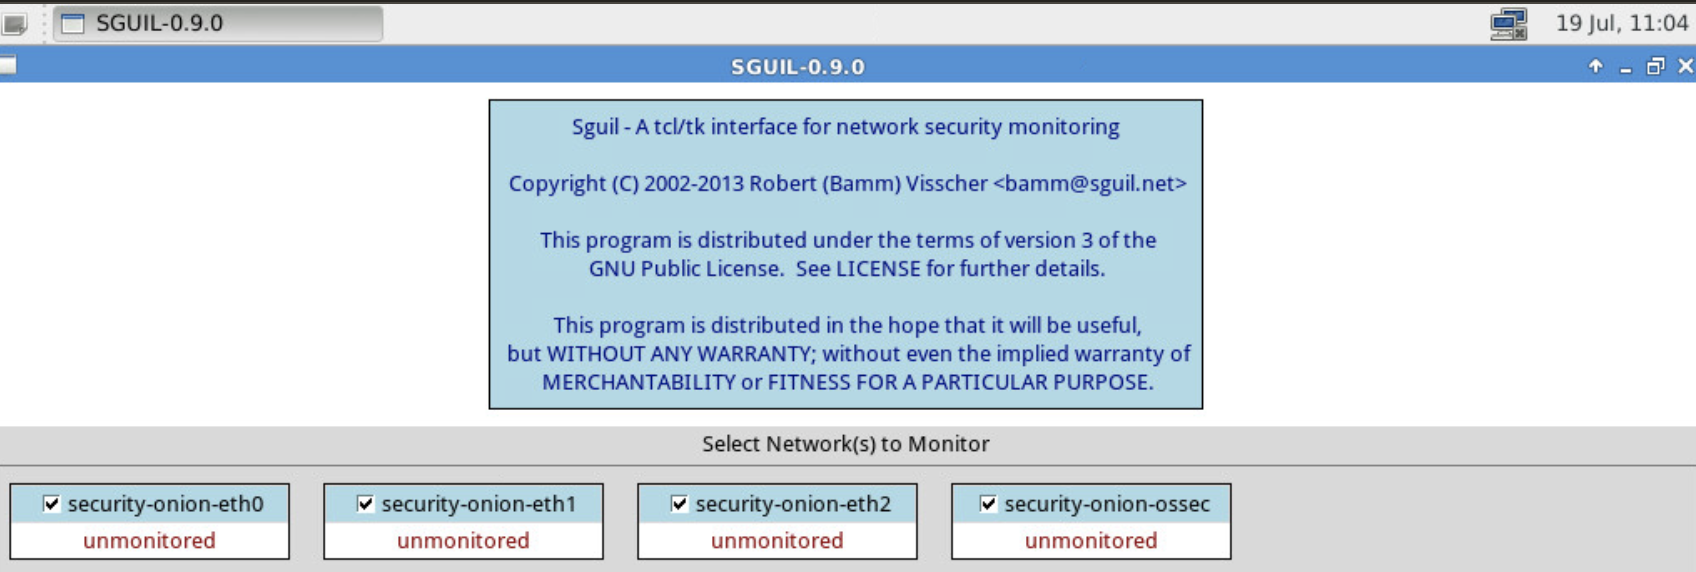 SGUIL-0.9.0
19 Jul, 11:04
SGUIL-0.9.0
Sguil - A tcl/tk interface for network security monitoring
Copyright (C) 2002-2013 Robert (Bamm) Visscher <bamm@sguil.net>
This program is distributed under the terms of version 3 of the
GNU Public License.  See LICENSE for further details.
This program is distributed in the hope that it will be useful,
but WITHOUT ANY WARRANTY; without even the implied warranty of
MERCHANTABILITY or FITNESS FOR A PARTICULAR PURPOSE.
Select Network(s) to Monitor
security-onion-eth0
unmonitored
security-onion-eth1
unmonitored
security-onion-eth2
unmonitored
security-onion-ossec
unmonitored